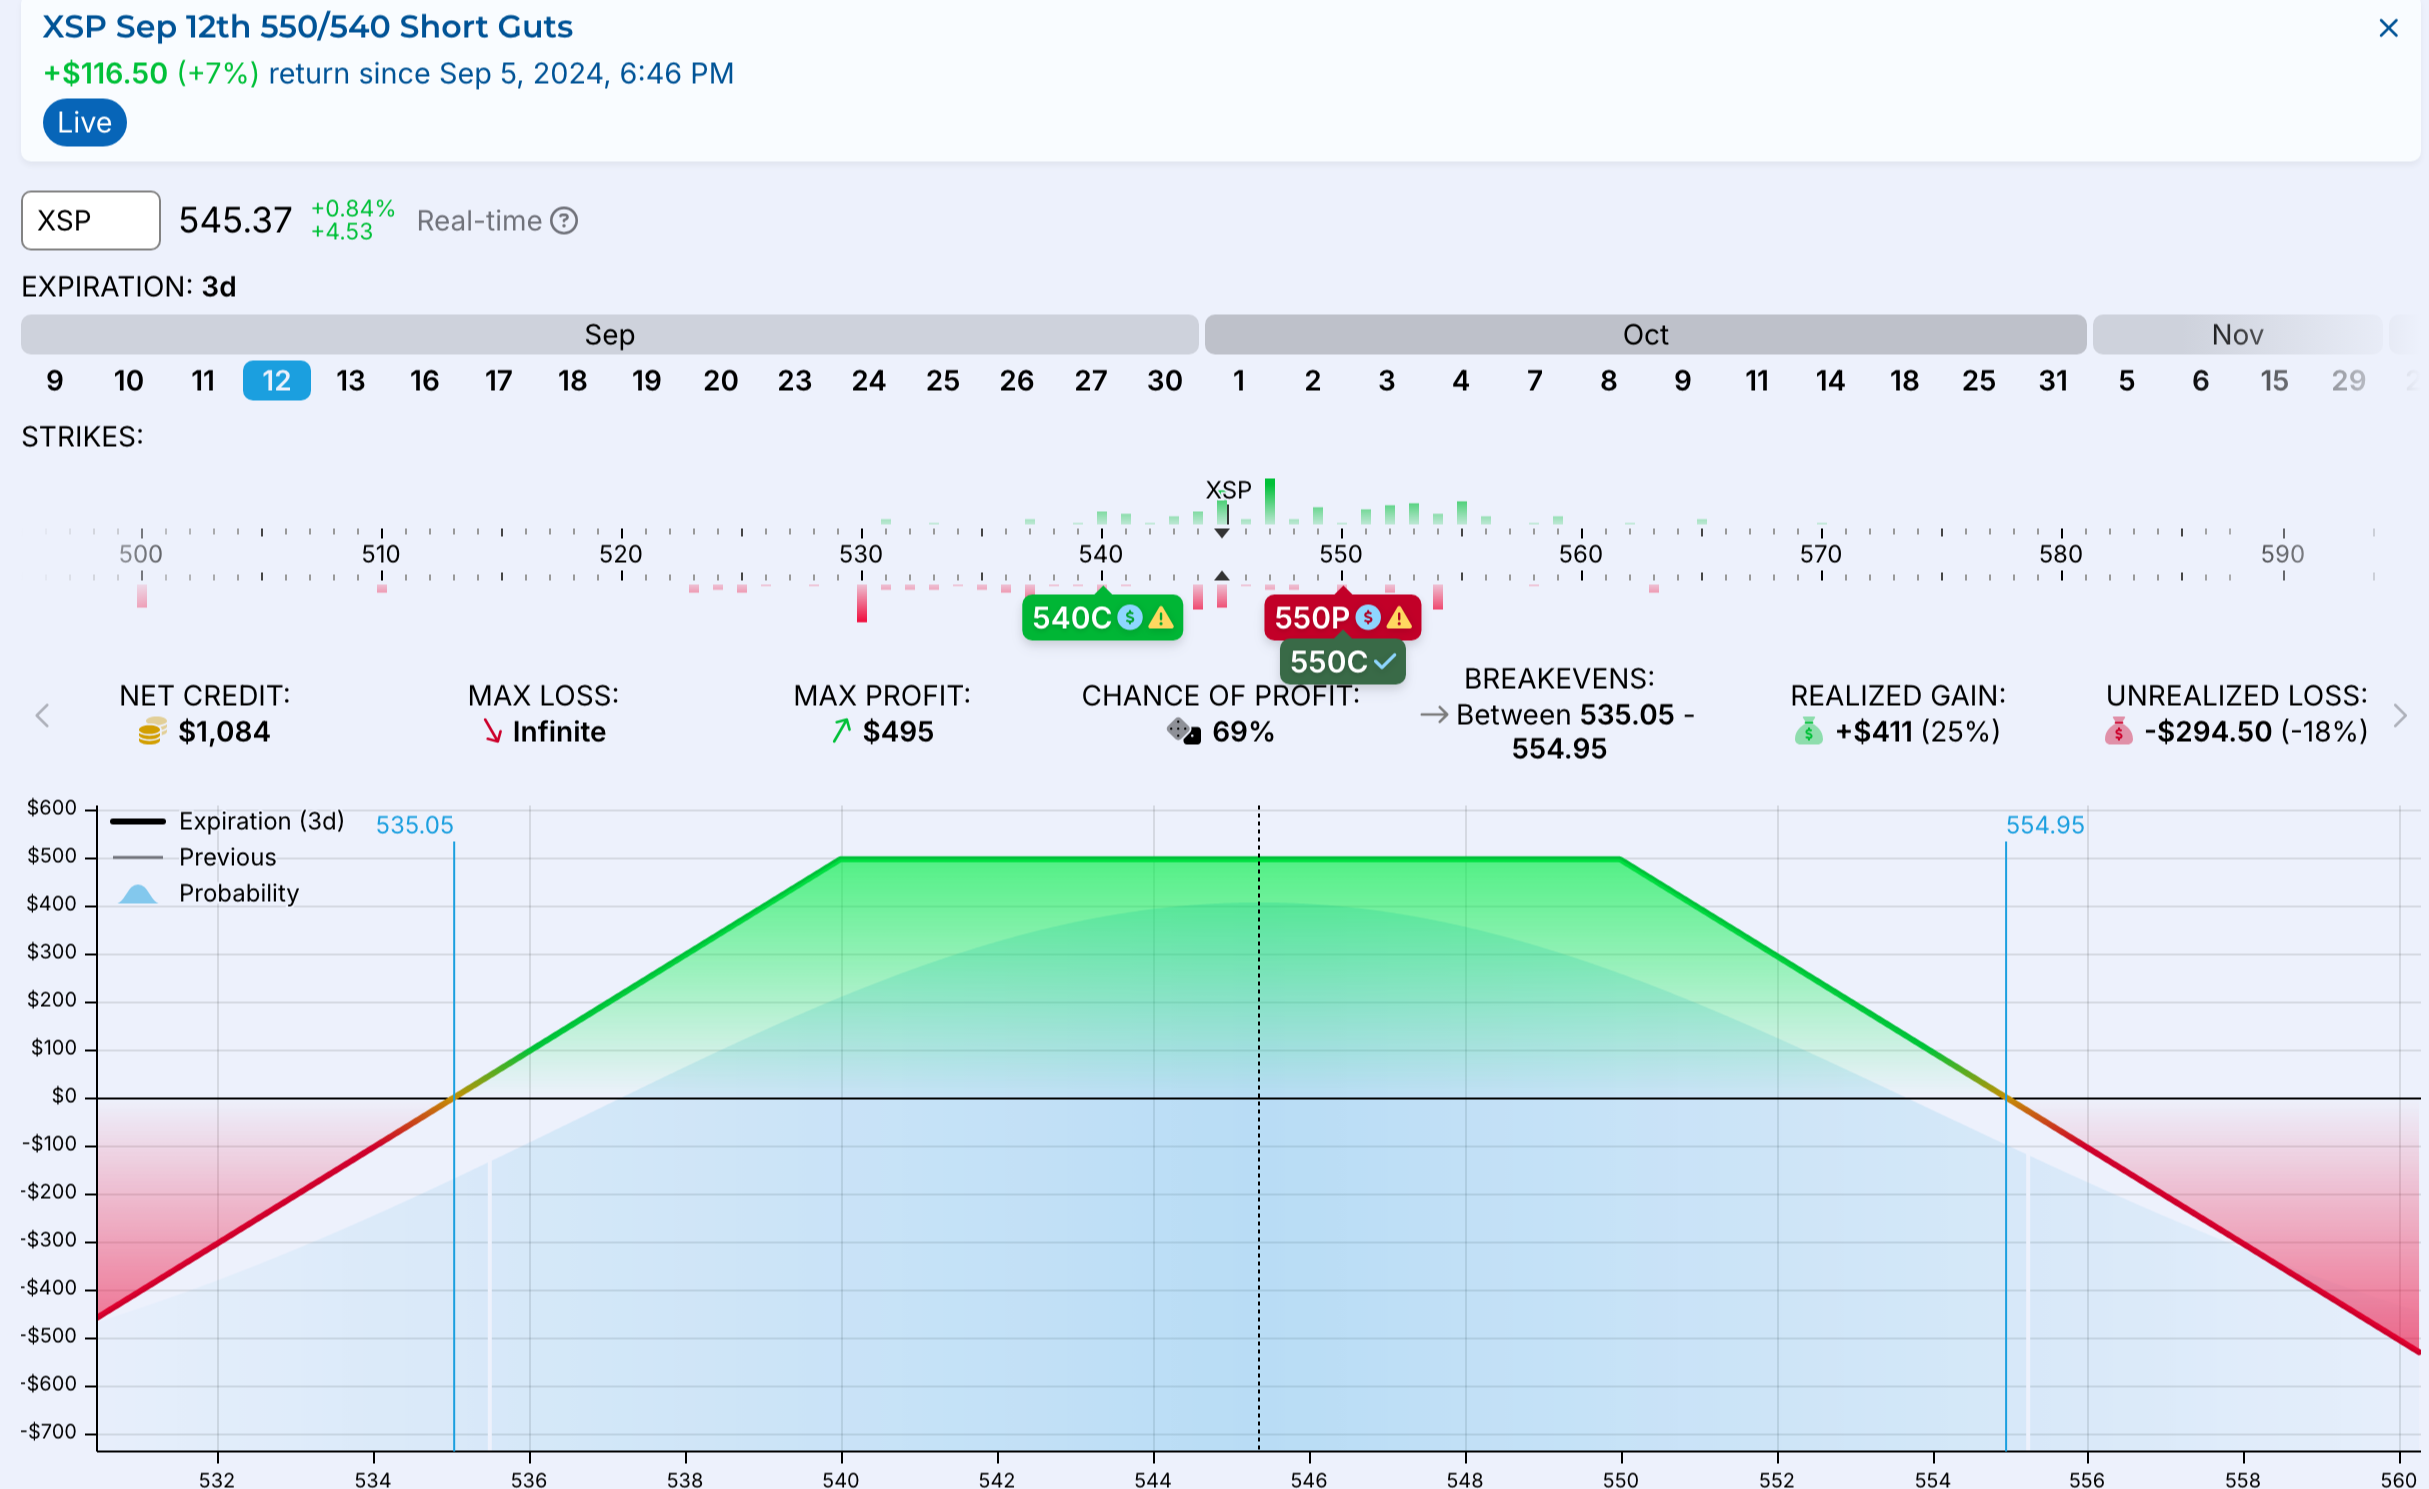 XSP Sep 12th 550/540 Short Guts
+$116.50 (+7%) return since Sep 5, 2024, 6:46 PM
Live
XSP 545.37 +0.84% Real-time ?
+4.53
EXPIRATION: 3d
Sep Oct Nov
9 10 11 12 13 16 17 18 19 20 23 24 25 26 27 30 1 2 3 4 7 8 9 11 14 18 25 31 5 6 15 29
STRIKES:
XSP
500 510 520 530 540 550 560 570 580 590
540C $ ! 550P $ !
550C
NET CREDIT:
$1,084
MAX LOSS:
Infinite
MAX PROFIT:
$495
CHANCE OF PROFIT:
69%
BREAKEVENS:
Between 535.05 -
554.95
REALIZED GAIN:
$ +$411 (25%)
UNREALIZED LOSS:
$ -$294.50 (-18%)
Expiration (3d)
Previous
Probability
535.05
554.95
$600
$500
$400
$300
$200
$100
$0
-$100
-$200
-$300
-$400
-$500
-$600
-$700
532 534 536 538 540 542 544 546 548 550 552 554 556 558 560